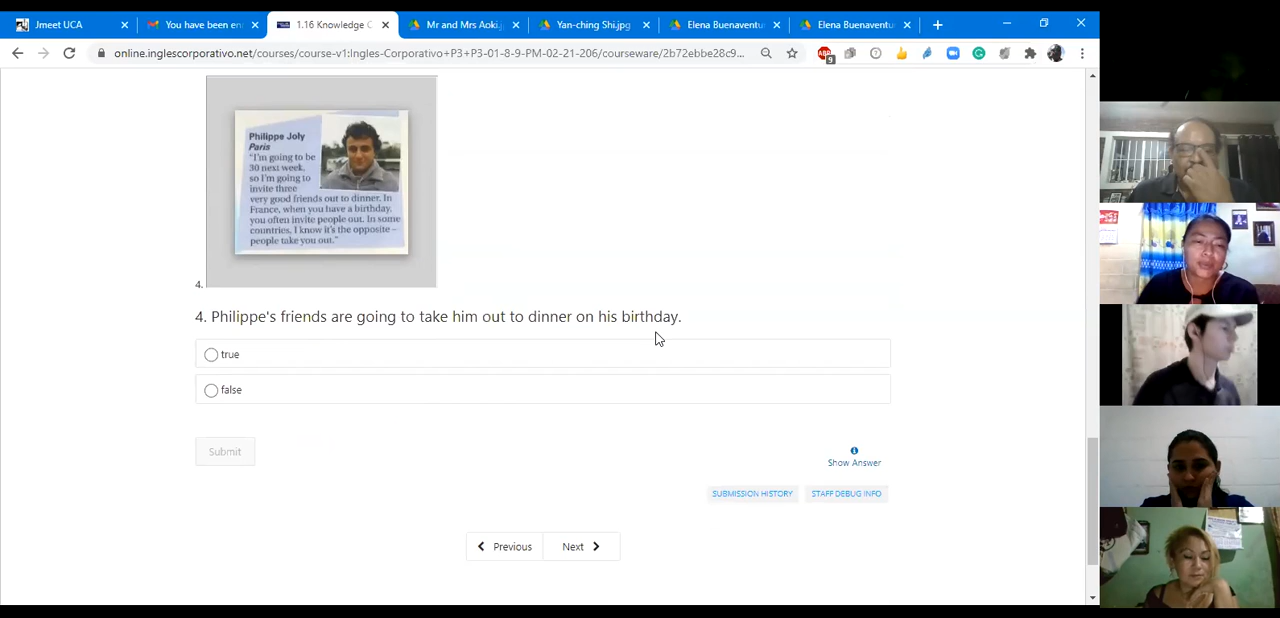 Jmeet UCA
You have been en
1.16 Knowledge C
Mr and Mrs Aoki.j
Yan-ching Shi.jpg
Elena Buenaventu
Elena Buenaventu
online.inglescorporativo.net/courses/course-v1:Ingles-Corporativo+P3+P3-01-8-9-PM-02-21-206/courseware/2b72ebbe28c9...
ABP
9
Philippe Joly
Paris
"I'm going to be
30 next week,
so I'm going to
invite three
very good friends out to dinner. In
France, when you have a birthday,
you often invite people out. In some
countries, I know it's the opposite –
people take you out."
4.
4. Philippe's friends are going to take him out to dinner on his birthday.
true
false
Submit
Show Answer
SUBMISSION HISTORY
STAFF DEBUG INFO
Previous
Next